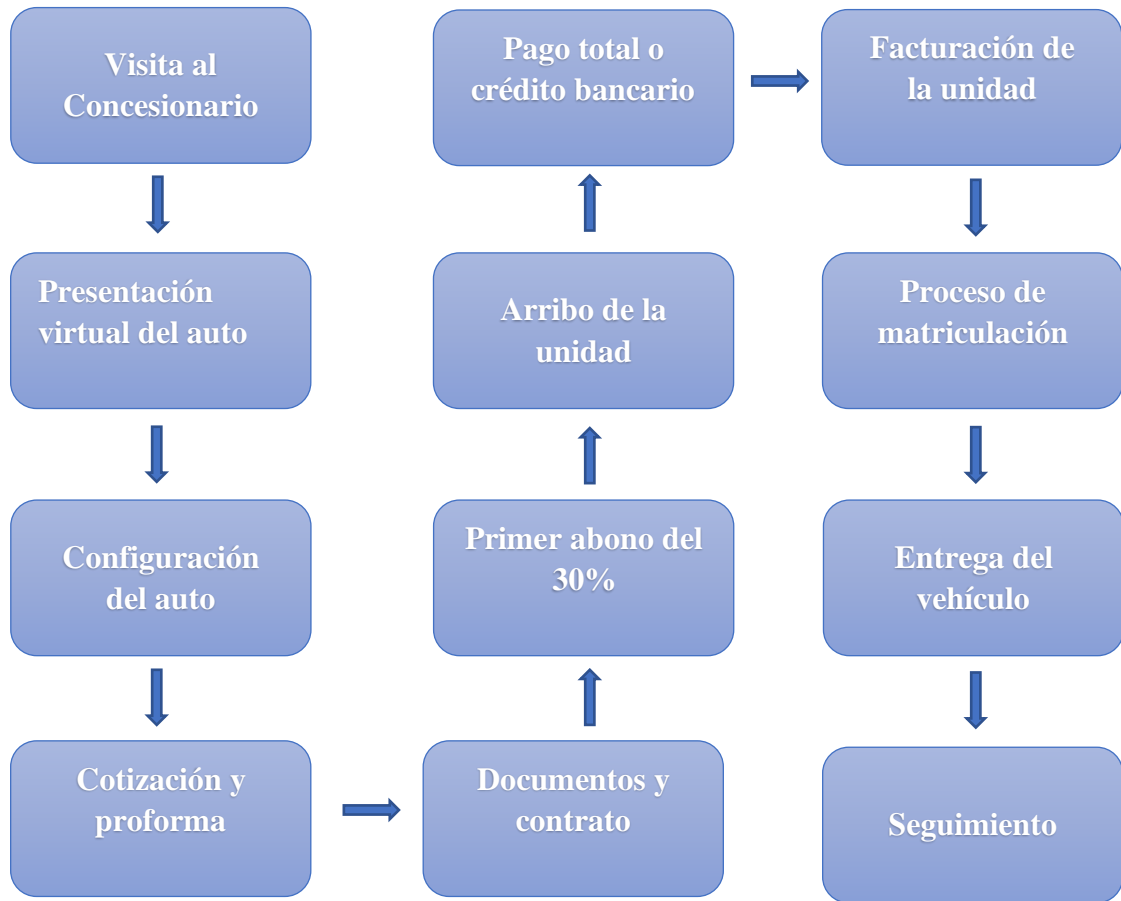 Visita al
Concesionario
Presentación
virtual del auto
Configuración
del auto
Cotización y
proforma
Documentos y
contrato
Primer abono del
30%
Arribo de la
unidad
Pago total o
crédito bancario
Facturación de
la unidad
Proceso de
matriculación
Entrega del
vehículo
Seguimiento